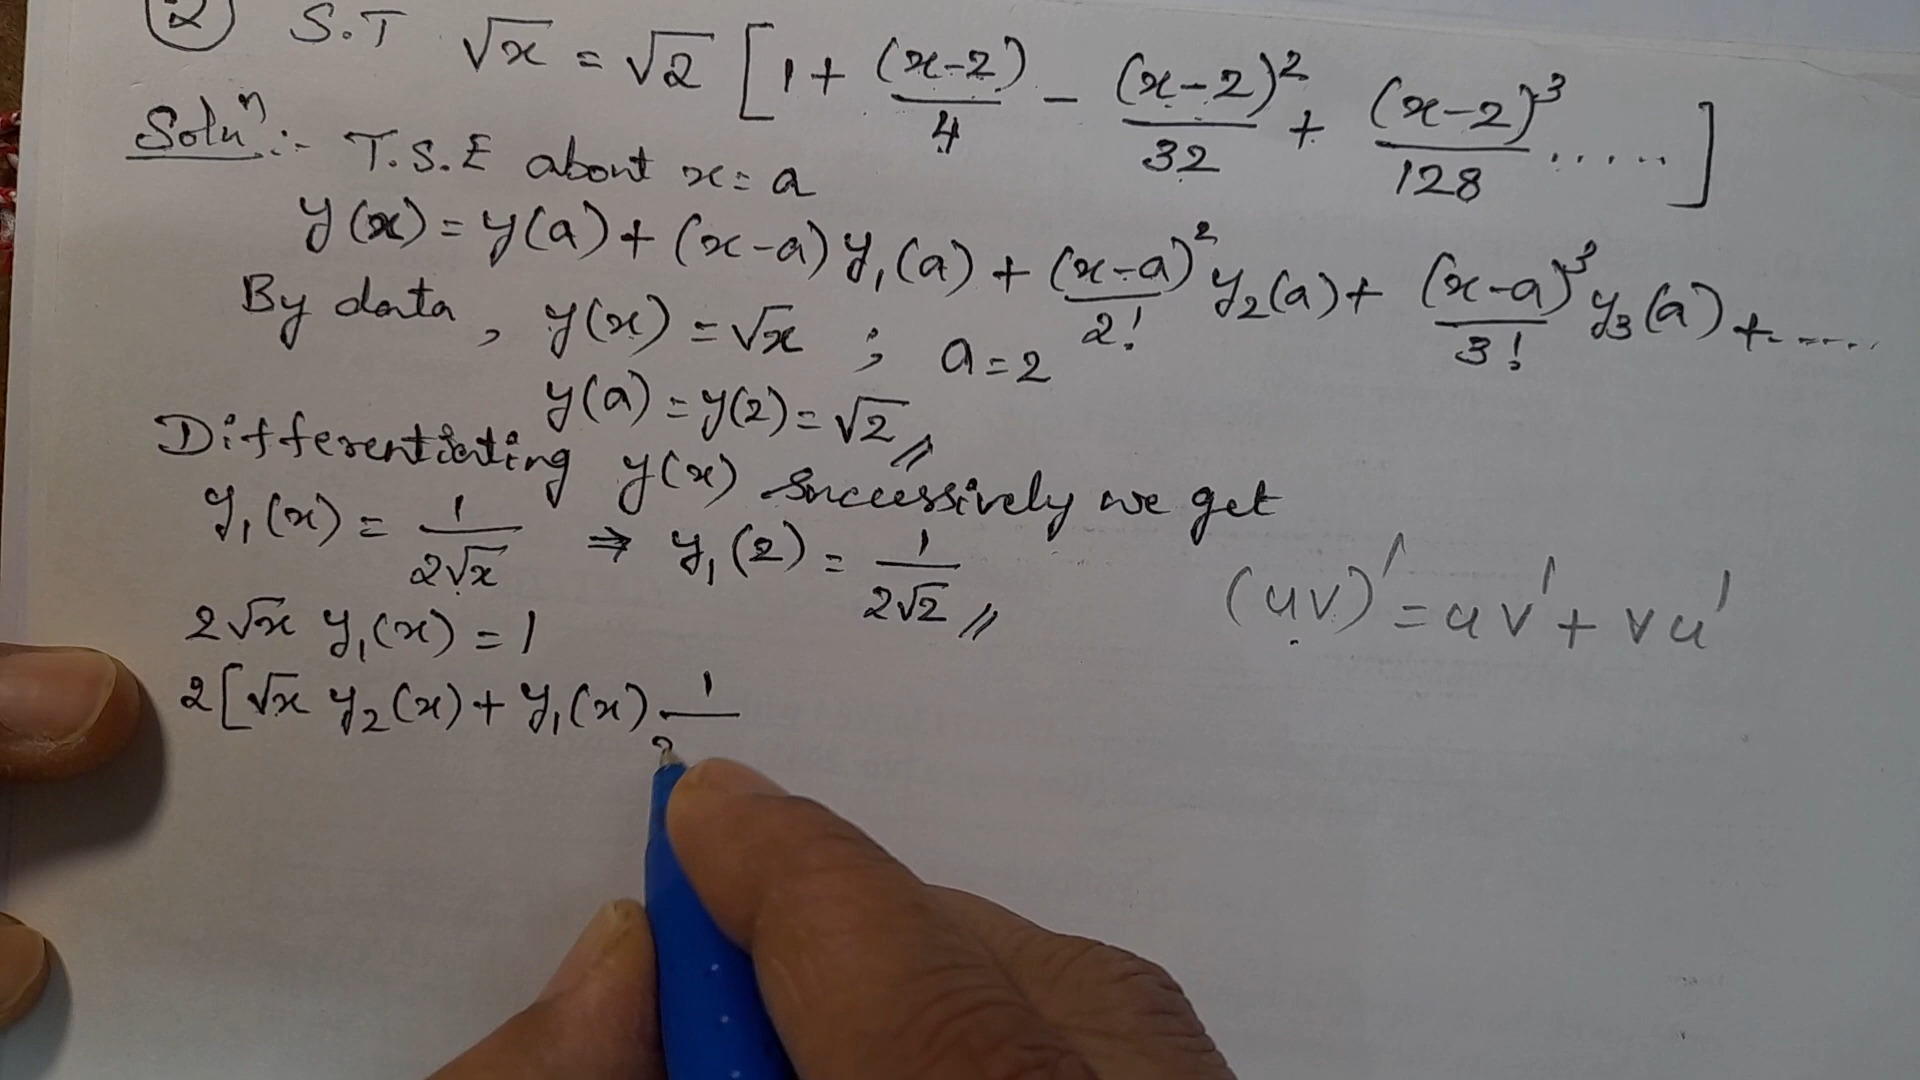 2 S.T √x = √2 [1 + (x-2)/4 - (x-2)²/32 + (x-2)³/128 .....]
Soluⁿ:- T.S.E about x = a
y(x) = y(a) + (x-a) y₁(a) + (x-a)²/2! y₂(a) + (x-a)³/3! y₃(a) + .....
By data, y(x) = √x ; a = 2
y(a) = y(2) = √2 //
Differentiating y(x) successively we get
y₁(x) = 1/2√x ⇒ y₁(2) = 1/2√2 //
(uv)' = uv' + vu'
2√x y₁(x) = 1
2[√x y₂(x) + y₁(x) 1/2